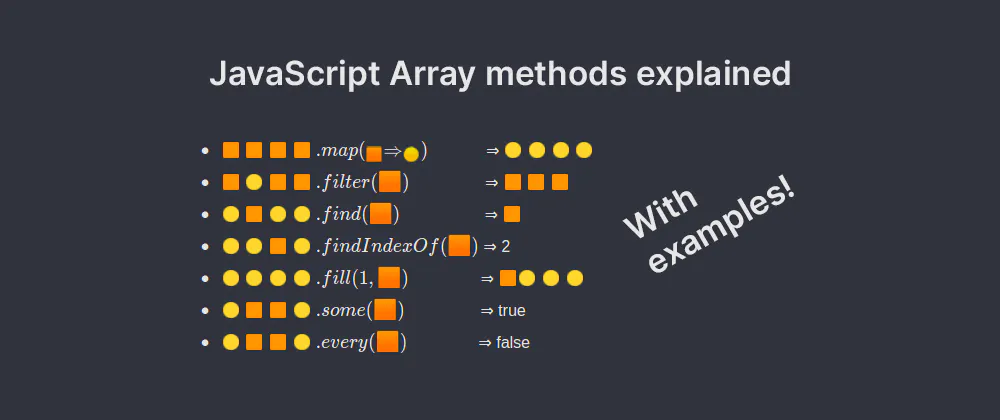 JavaScript Array methods explained
• 🟧 🟧 🟧 🟧 .map(🟧⇒🟡) ⇒ 🟡 🟡 🟡 🟡
• 🟧 🟡 🟧 🟧 .filter(🟧) ⇒ 🟧 🟧 🟧
• 🟡 🟧 🟡 🟡 .find(🟧) ⇒ 🟧
• 🟡 🟡 🟧 🟡 .findIndexOf(🟧) ⇒ 2
• 🟡 🟡 🟡 🟡 .fill(1, 🟧) ⇒ 🟧🟡 🟡 🟡
• 🟡 🟧 🟧 🟡 .some(🟧) ⇒ true
• 🟡 🟧 🟧 🟡 .every(🟧) ⇒ false
With
examples!